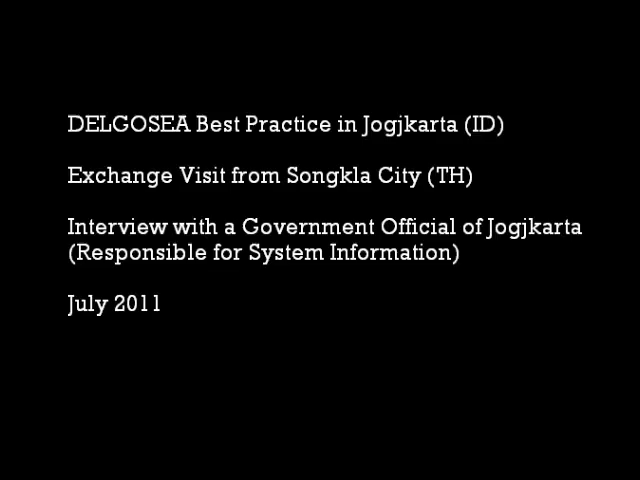 DELGOSEA Best Practice in Jogjkarta (ID)
Exchange Visit from Songkla City (TH)
Interview with a Government Official of Jogjkarta
(Responsible for System Information)
July 2011